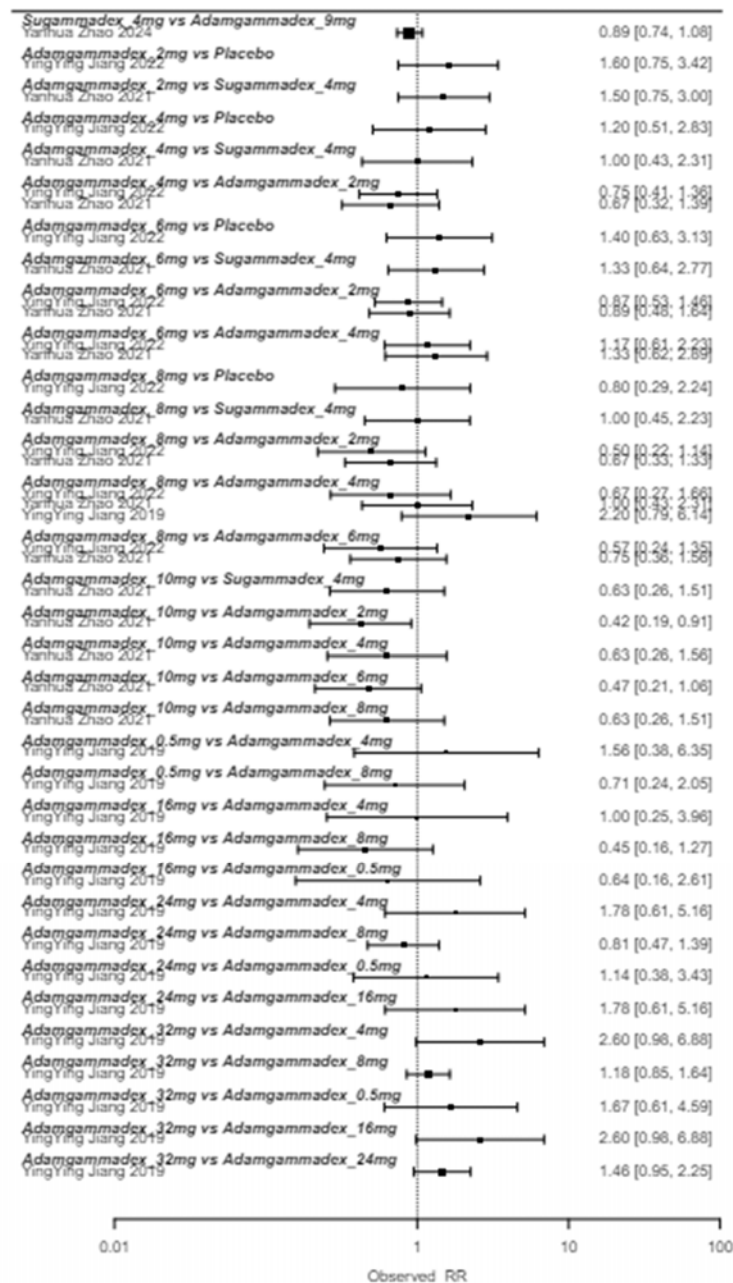 Sugammadex_4mg vs Adamgammadex_9mg
Yanhua Zhao 2024 0.89 [0.74, 1.08]
Adamgammadex_2mg vs Placebo
YingYing Jiang 2022 1.60 [0.75, 3.42]
Adamgammadex_2mg vs Sugammadex_4mg
Yanhua Zhao 2021 1.50 [0.75, 3.00]
Adamgammadex_4mg vs Placebo
YingYing Jiang 2022 1.20 [0.51, 2.83]
Adamgammadex_4mg vs Sugammadex_4mg
Yanhua Zhao 2021 1.00 [0.43, 2.31]
Adamgammadex_4mg vs Adamgammadex_2mg
YingYing Jiang 2022 0.75 [0.41, 1.36]
Yanhua Zhao 2021 0.67 [0.32, 1.39]
Adamgammadex_6mg vs Placebo
YingYing Jiang 2022 1.40 [0.63, 3.13]
Adamgammadex_6mg vs Sugammadex_4mg
Yanhua Zhao 2021 1.33 [0.64, 2.77]
Adamgammadex_6mg vs Adamgammadex_2mg
YingYing Jiang 2022 0.87 [0.53, 1.46]
Yanhua Zhao 2021 0.89 [0.48, 1.64]
Adamgammadex_6mg vs Adamgammadex_4mg
YingYing Jiang 2022 1.17 [0.61, 2.23]
Yanhua Zhao 2021 1.33 [0.62, 2.89]
Adamgammadex_8mg vs Placebo
YingYing Jiang 2022 0.80 [0.29, 2.24]
Adamgammadex_8mg vs Sugammadex_4mg
Yanhua Zhao 2021 1.00 [0.45, 2.23]
Adamgammadex_8mg vs Adamgammadex_2mg
YingYing Jiang 2022 0.50 [0.22, 1.14]
Yanhua Zhao 2021 0.67 [0.33, 1.33]
Adamgammadex_8mg vs Adamgammadex_4mg
YingYing Jiang 2022 0.67 [0.27, 1.66]
Yanhua Zhao 2021 1.00 [0.43, 2.31]
YingYing Jiang 2019 2.20 [0.79, 6.14]
Adamgammadex_8mg vs Adamgammadex_6mg
YingYing Jiang 2022 0.57 [0.24, 1.35]
Yanhua Zhao 2021 0.75 [0.36, 1.56]
Adamgammadex_10mg vs Sugammadex_4mg
Yanhua Zhao 2021 0.63 [0.26, 1.51]
Adamgammadex_10mg vs Adamgammadex_2mg
Yanhua Zhao 2021 0.42 [0.19, 0.91]
Adamgammadex_10mg vs Adamgammadex_4mg
Yanhua Zhao 2021 0.63 [0.26, 1.56]
Adamgammadex_10mg vs Adamgammadex_6mg
Yanhua Zhao 2021 0.47 [0.21, 1.06]
Adamgammadex_10mg vs Adamgammadex_8mg
Yanhua Zhao 2021 0.63 [0.26, 1.51]
Adamgammadex_0.5mg vs Adamgammadex_4mg
YingYing Jiang 2019 1.56 [0.38, 6.35]
Adamgammadex_0.5mg vs Adamgammadex_8mg
YingYing Jiang 2019 0.71 [0.24, 2.05]
Adamgammadex_16mg vs Adamgammadex_4mg
YingYing Jiang 2019 1.00 [0.25, 3.96]
Adamgammadex_16mg vs Adamgammadex_8mg
YingYing Jiang 2019 0.45 [0.16, 1.27]
Adamgammadex_16mg vs Adamgammadex_0.5mg
YingYing Jiang 2019 0.64 [0.16, 2.61]
Adamgammadex_24mg vs Adamgammadex_4mg
YingYing Jiang 2019 1.78 [0.61, 5.16]
Adamgammadex_24mg vs Adamgammadex_8mg
YingYing Jiang 2019 0.81 [0.47, 1.39]
Adamgammadex_24mg vs Adamgammadex_0.5mg
YingYing Jiang 2019 1.14 [0.38, 3.43]
Adamgammadex_24mg vs Adamgammadex_16mg
YingYing Jiang 2019 1.78 [0.61, 5.16]
Adamgammadex_32mg vs Adamgammadex_4mg
YingYing Jiang 2019 2.60 [0.98, 6.88]
Adamgammadex_32mg vs Adamgammadex_8mg
YingYing Jiang 2019 1.18 [0.85, 1.64]
Adamgammadex_32mg vs Adamgammadex_0.5mg
YingYing Jiang 2019 1.67 [0.61, 4.59]
Adamgammadex_32mg vs Adamgammadex_16mg
YingYing Jiang 2019 2.60 [0.98, 6.88]
Adamgammadex_32mg vs Adamgammadex_24mg
YingYing Jiang 2019 1.46 [0.95, 2.25]
0.01 1 10 100
Observed RR